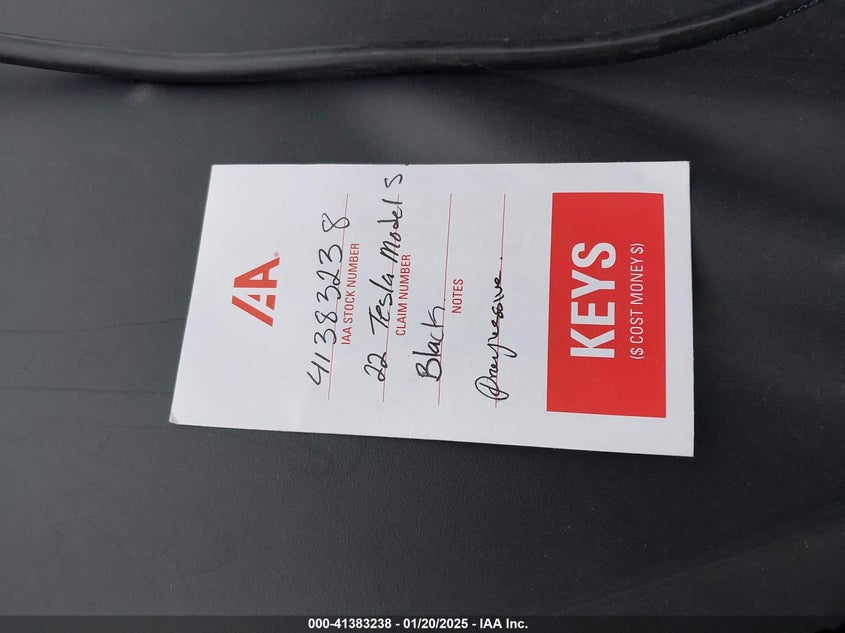 IAA®
41383238
IAA STOCK NUMBER
22 Tesla Model S
CLAIM NUMBER
Black
NOTES
Progressive.
KEYS
($ COST MONEY $)
000-41383238 - 01/20/2025 - IAA Inc.